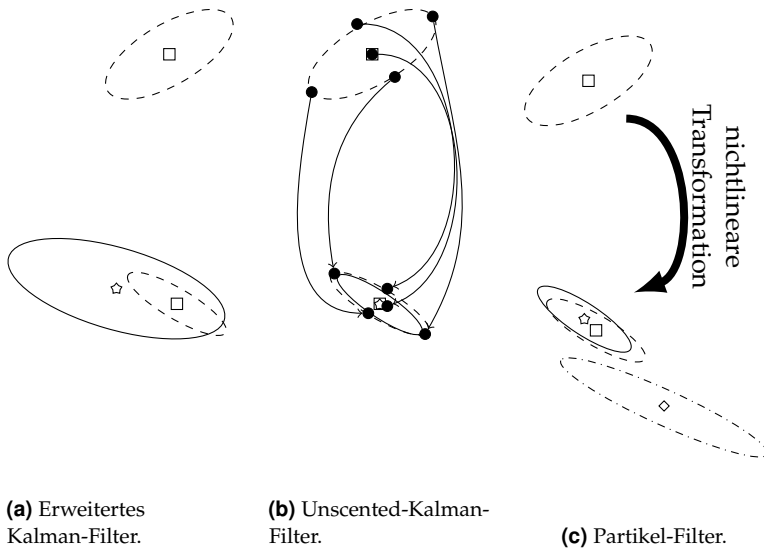 nichtlineare
Transformation
(a) Erweitertes
Kalman-Filter.
(b) Unscented-Kalman-
Filter.
(c) Partikel-Filter.